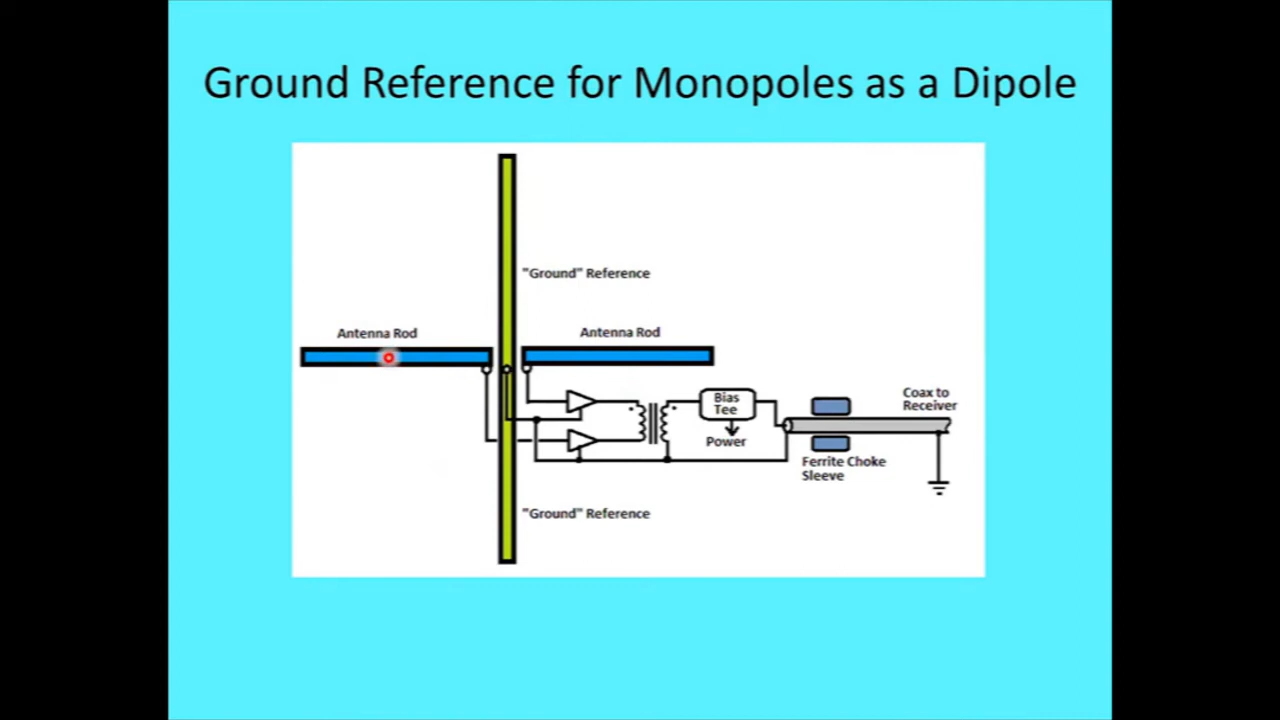 Ground Reference for Monopoles as a Dipole
"Ground" Reference
Antenna Rod
Antenna Rod
Bias
Tee
Power
Coax to
Receiver
Ferrite Choke
Sleeve
"Ground" Reference